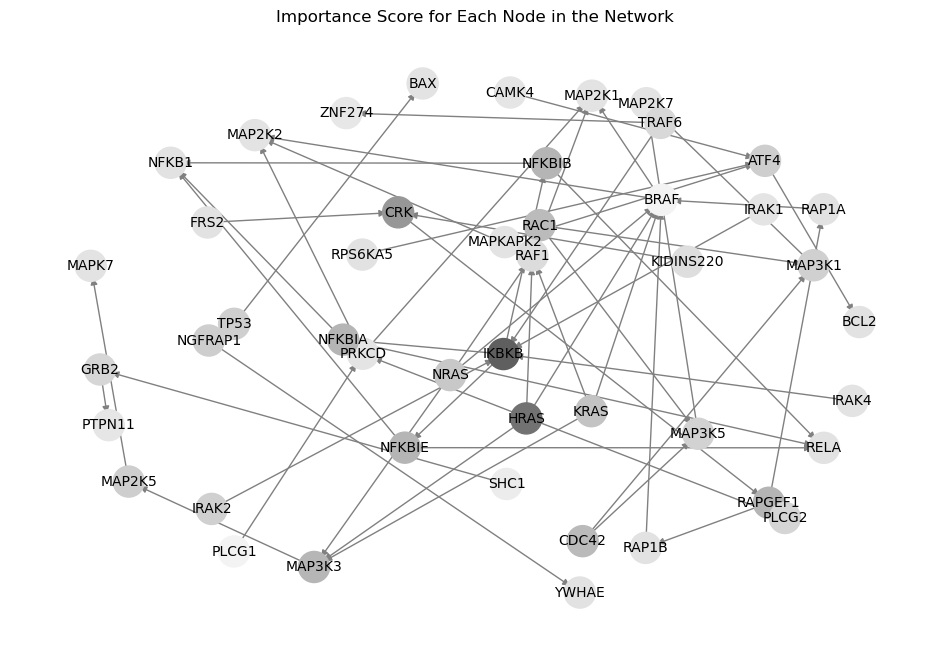 Importance Score for Each Node in the Network
BAX
CAMK4
MAP2K1
MAP2K7
ZNF274
TRAF6
MAP2K2
NFKB1
NFKBIB
ATF4
BRAF
FRS2
CRK
IRAK1
RAP1A
RAC1
MAPKAPK2
RPS6KA5
RAF1
KIDINS220
MAPK7
MAP3K1
BCL2
TP53
NGFRAP1
NFKBIA
PRKCD
IKBKB
GRB2
NRAS
IRAK4
KRAS
HRAS
PTPN11
MAP3K5
NFKBIE
RELA
MAP2K5
SHC1
IRAK2
RAPGEF1
PLCG2
CDC42
RAP1B
PLCG1
MAP3K3
YWHAE